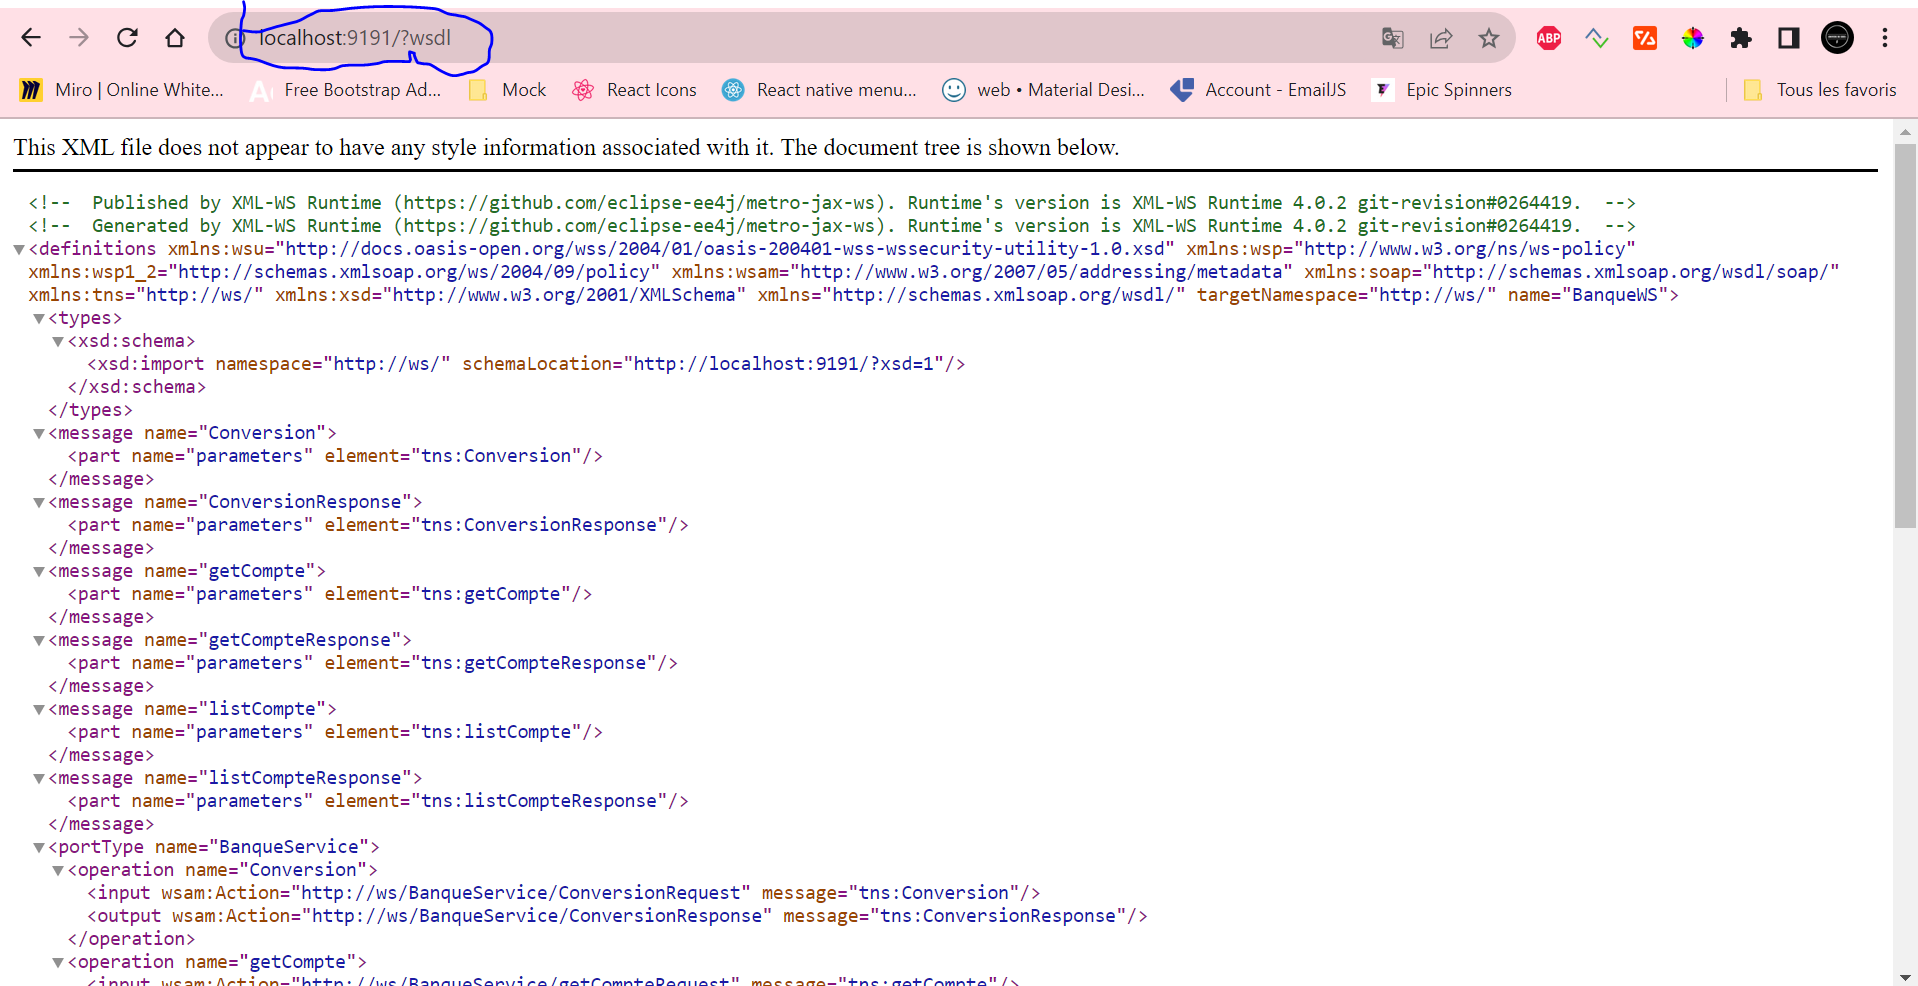 localhost:9191/?wsdl
ABP
Miro | Online White... Free Bootstrap Ad... Mock React Icons React native menu... web • Material Desi... Account - EmailJS Epic Spinners Tous les favoris
This XML file does not appear to have any style information associated with it. The document tree is shown below.
<!-- Published by XML-WS Runtime (https://github.com/eclipse-ee4j/metro-jax-ws). Runtime's version is XML-WS Runtime 4.0.2 git-revision#0264419. -->
<!-- Generated by XML-WS Runtime (https://github.com/eclipse-ee4j/metro-jax-ws). Runtime's version is XML-WS Runtime 4.0.2 git-revision#0264419. -->
<definitions xmlns:wsu="http://docs.oasis-open.org/wss/2004/01/oasis-200401-wss-wssecurity-utility-1.0.xsd" xmlns:wsp="http://www.w3.org/ns/ws-policy"
xmlns:wsp1_2="http://schemas.xmlsoap.org/ws/2004/09/policy" xmlns:wsam="http://www.w3.org/2007/05/addressing/metadata" xmlns:soap="http://schemas.xmlsoap.org/wsdl/soap/"
xmlns:tns="http://ws/" xmlns:xsd="http://www.w3.org/2001/XMLSchema" xmlns="http://schemas.xmlsoap.org/wsdl/" targetNamespace="http://ws/" name="BanqueWS">
<types>
<xsd:schema>
<xsd:import namespace="http://ws/" schemaLocation="http://localhost:9191/?xsd=1"/>
</xsd:schema>
</types>
<message name="Conversion">
<part name="parameters" element="tns:Conversion"/>
</message>
<message name="ConversionResponse">
<part name="parameters" element="tns:ConversionResponse"/>
</message>
<message name="getCompte">
<part name="parameters" element="tns:getCompte"/>
</message>
<message name="getCompteResponse">
<part name="parameters" element="tns:getCompteResponse"/>
</message>
<message name="listCompte">
<part name="parameters" element="tns:listCompte"/>
</message>
<message name="listCompteResponse">
<part name="parameters" element="tns:listCompteResponse"/>
</message>
<portType name="BanqueService">
<operation name="Conversion">
<input wsam:Action="http://ws/BanqueService/ConversionRequest" message="tns:Conversion"/>
<output wsam:Action="http://ws/BanqueService/ConversionResponse" message="tns:ConversionResponse"/>
</operation>
<operation name="getCompte">
<input wsam:Action="http://ws/BanqueService/getCompteRequest" message="tns:getCompte"/>